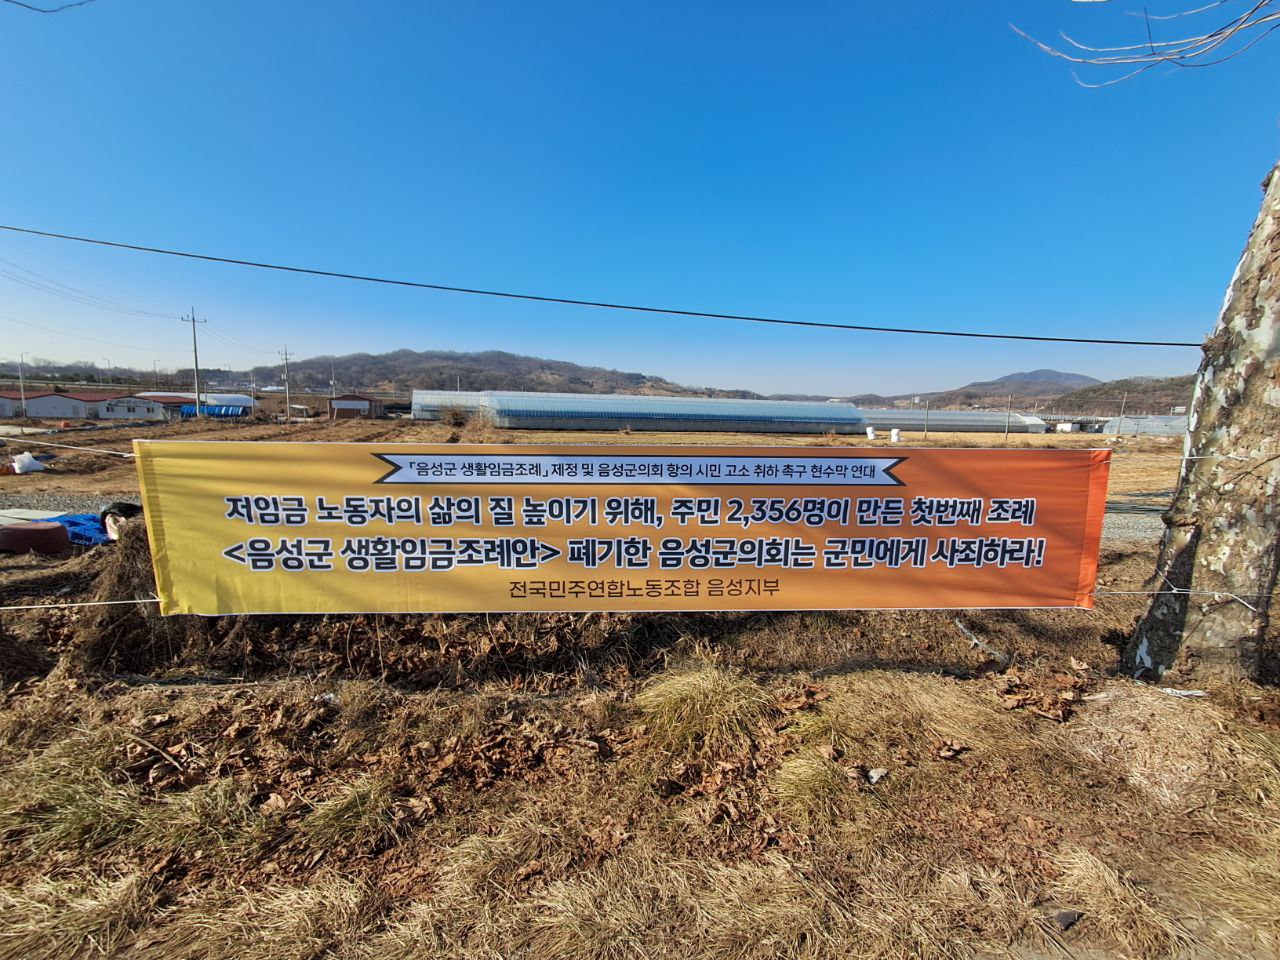 「음성군 생활임금조례」 제정 및 음성군의회 항의 시민 고소 취하 촉구 현수막 연대
저임금 노동자의 삶의 질 높이기 위해, 주민 2,356명이 만든 첫번째 조례
<음성군 생활임금조례안> 폐기한 음성군의회는 군민에게 사죄하라!
전국민주연합노동조합 음성지부